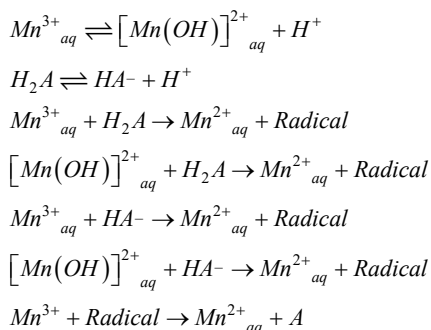 Mn³⁺aq ⇌ [Mn(OH)]²⁺aq + H⁺
H₂A ⇌ HA- + H⁺
Mn³⁺aq + H₂A → Mn²⁺aq + Radical
[Mn(OH)]²⁺aq + H₂A → Mn²⁺aq + Radical
Mn³⁺aq + HA- → Mn²⁺aq + Radical
[Mn(OH)]²⁺aq + HA- → Mn²⁺aq + Radical
Mn³⁺ + Radical → Mn²⁺aq + A